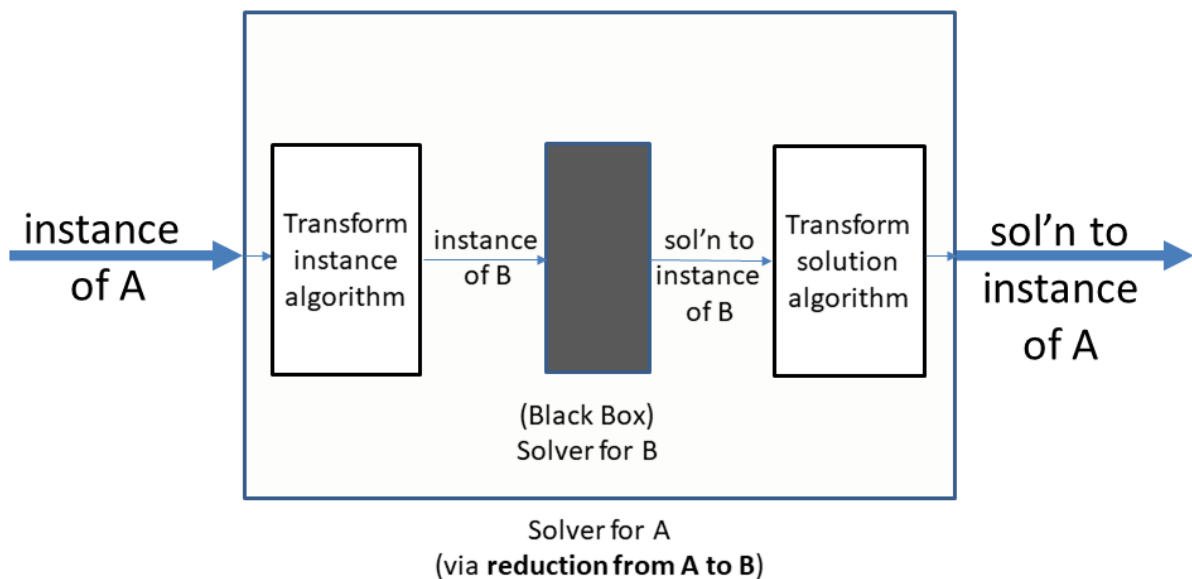 instance
of A
Transform
instance
algorithm
instance
of B
(Black Box)
Solver for B
sol'n to
instance
of B
Transform
solution
algorithm
sol'n to
instance
of A
Solver for A
(via reduction from A to B)